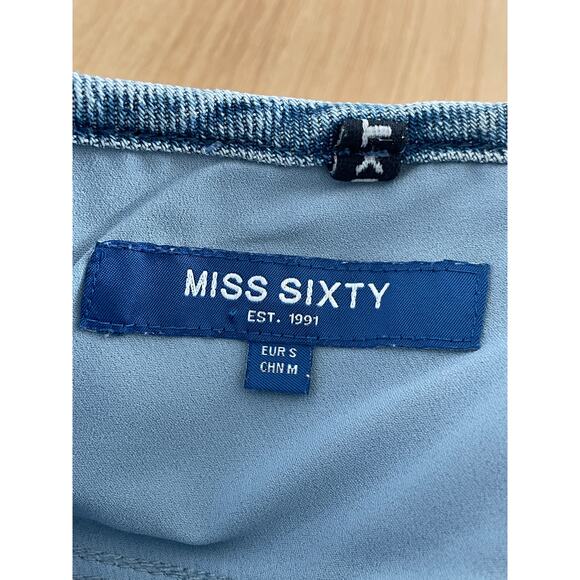 MISS SIXTY
EST. 1991
EUR S
CHN M